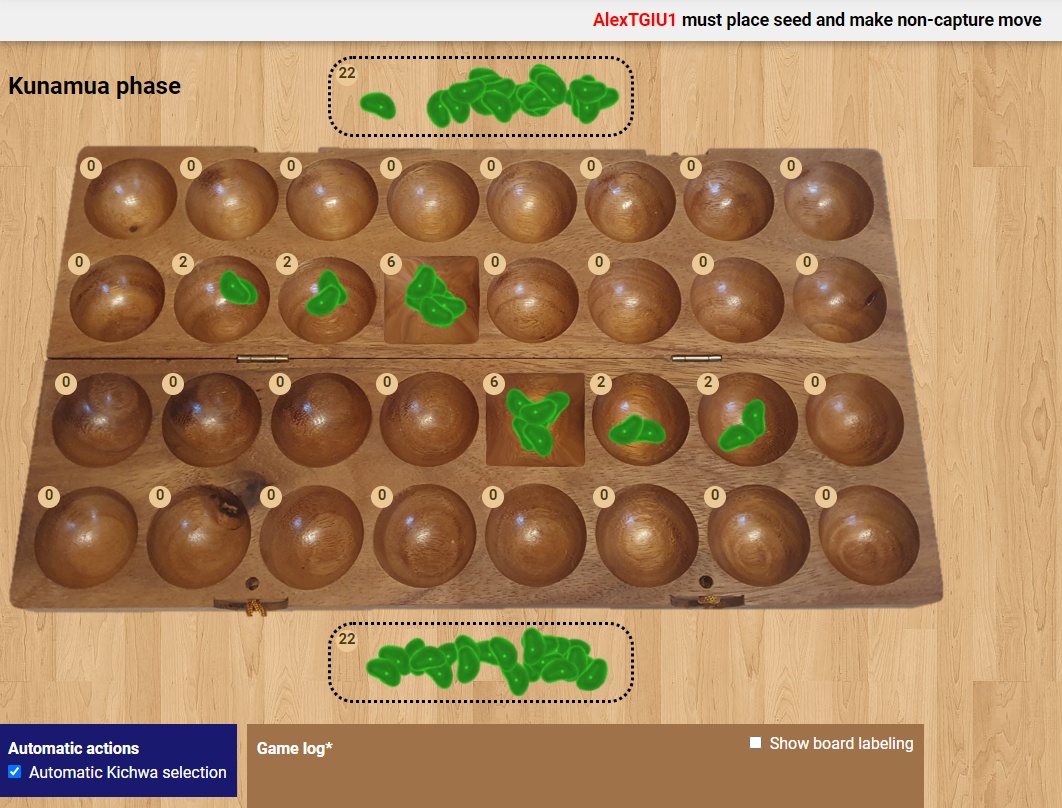 AlexTGIU1 must place seed and make non-capture move
Kunamua phase
22
0 0 0 0 0 0 0 0
0 2 2 6 0 0 0 0
0 0 0 0 6 2 2 0
0 0 0 0 0 0 0 0
22
Automatic actions
Automatic Kichwa selection
Game log*
Show board labeling